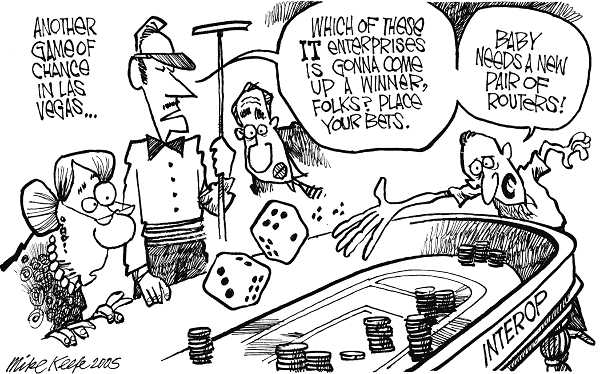 ANOTHER
GAME OF
CHANCE
IN LAS
VEGAS...
WHICH OF THESE
IT ENTERPRISES
IS GONNA COME
UP A WINNER,
FOLKS? PLACE
YOUR BETS.
BABY
NEEDS A NEW
PAIR OF
ROUTERS!
INTEROP
Mike Keefe 2005